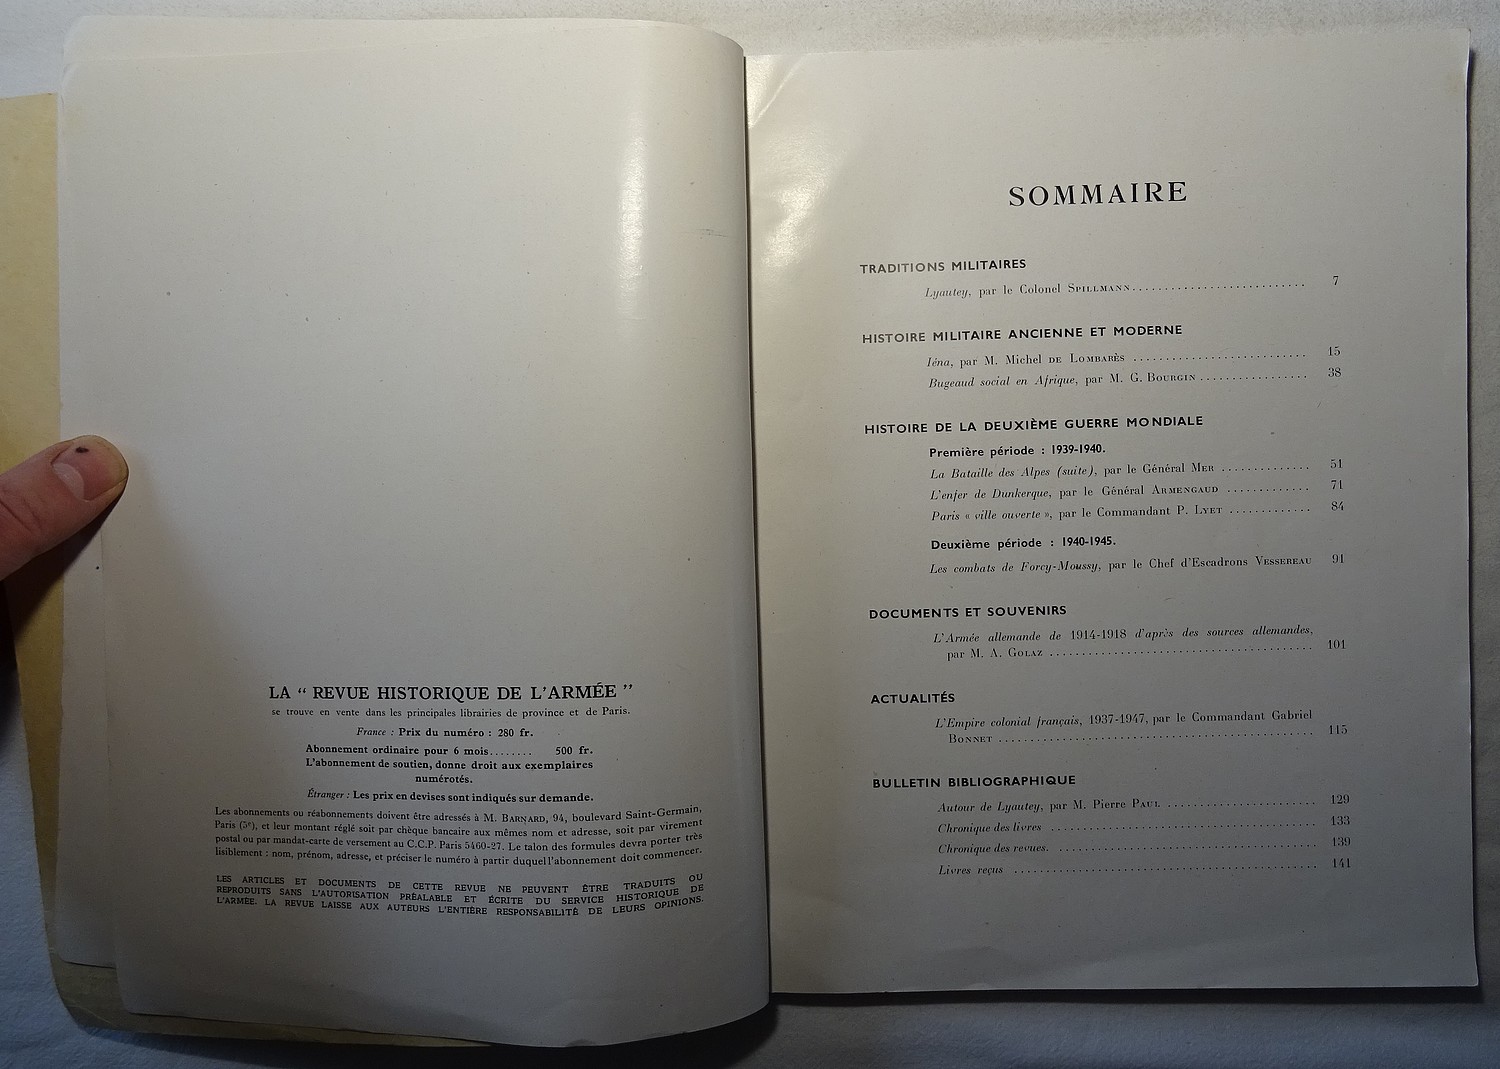 LA “ REVUE HISTORIQUE DE L'ARMÉE ”
se trouve en vente dans les principales librairies de province et de Paris.
France : Prix du numéro : 280 fr.
Abonnement ordinaire pour 6 mois........ 500 fr.
L'abonnement de soutien, donne droit aux exemplaires
numérotés.
Étranger : Les prix en devises sont indiqués sur demande.
Les abonnements ou réabonnements doivent être adressés à M. BARNARD, 94, boulevard Saint-Germain,
Paris (5e), et leur montant réglé soit par chèque bancaire aux mêmes nom et adresse, soit par virement
postal ou par mandat-carte de versement au C.C.P. Paris 5460-27. Le talon des formules devra porter très
lisiblement : nom, prénom, adresse, et préciser le numéro à partir duquel l'abonnement doit commencer.
LES ARTICLES ET DOCUMENTS DE CETTE REVUE NE PEUVENT ÊTRE TRADUITS OU
REPRODUITS SANS L'AUTORISATION PRÉALABLE ET ÉCRITE DU SERVICE HISTORIQUE DE
L'ARMÉE. LA REVUE LAISSE AUX AUTEURS L'ENTIÈRE RESPONSABILITÉ DE LEURS OPINIONS.
SOMMAIRE
TRADITIONS MILITAIRES
Lyautey, par le Colonel SPILLMANN........................... 7
HISTOIRE MILITAIRE ANCIENNE ET MODERNE
Iéna, par M. Michel DE LOMBARÈS ........................... 15
Bugeaud social en Afrique, par M. G. BOURGIN ................. 38
HISTOIRE DE LA DEUXIÈME GUERRE MONDIALE
Première période : 1939-1940.
La Bataille des Alpes (suite), par le Général MER .............. 51
L'enfer de Dunkerque, par le Général ARMENGAUD ............. 71
Paris « ville ouverte », par le Commandant P. LYET ............. 84
Deuxième période : 1940-1945.
Les combats de Forcy-Moussy, par le Chef d'Escadrons VESSEREAU 91
DOCUMENTS ET SOUVENIRS
L'Armée allemande de 1914-1918 d'après des sources allemandes,
par M. A. GOLAZ ......................................... 101
ACTUALITÉS
L'Empire colonial français, 1937-1947, par le Commandant Gabriel
BONNET ................................................. 115
BULLETIN BIBLIOGRAPHIQUE
Autour de Lyautey, par M. Pierre PAUL ....................... 129
Chronique des livres ......................................... 133
Chronique des revues. ........................................ 139
Livres reçus ............................................... 141